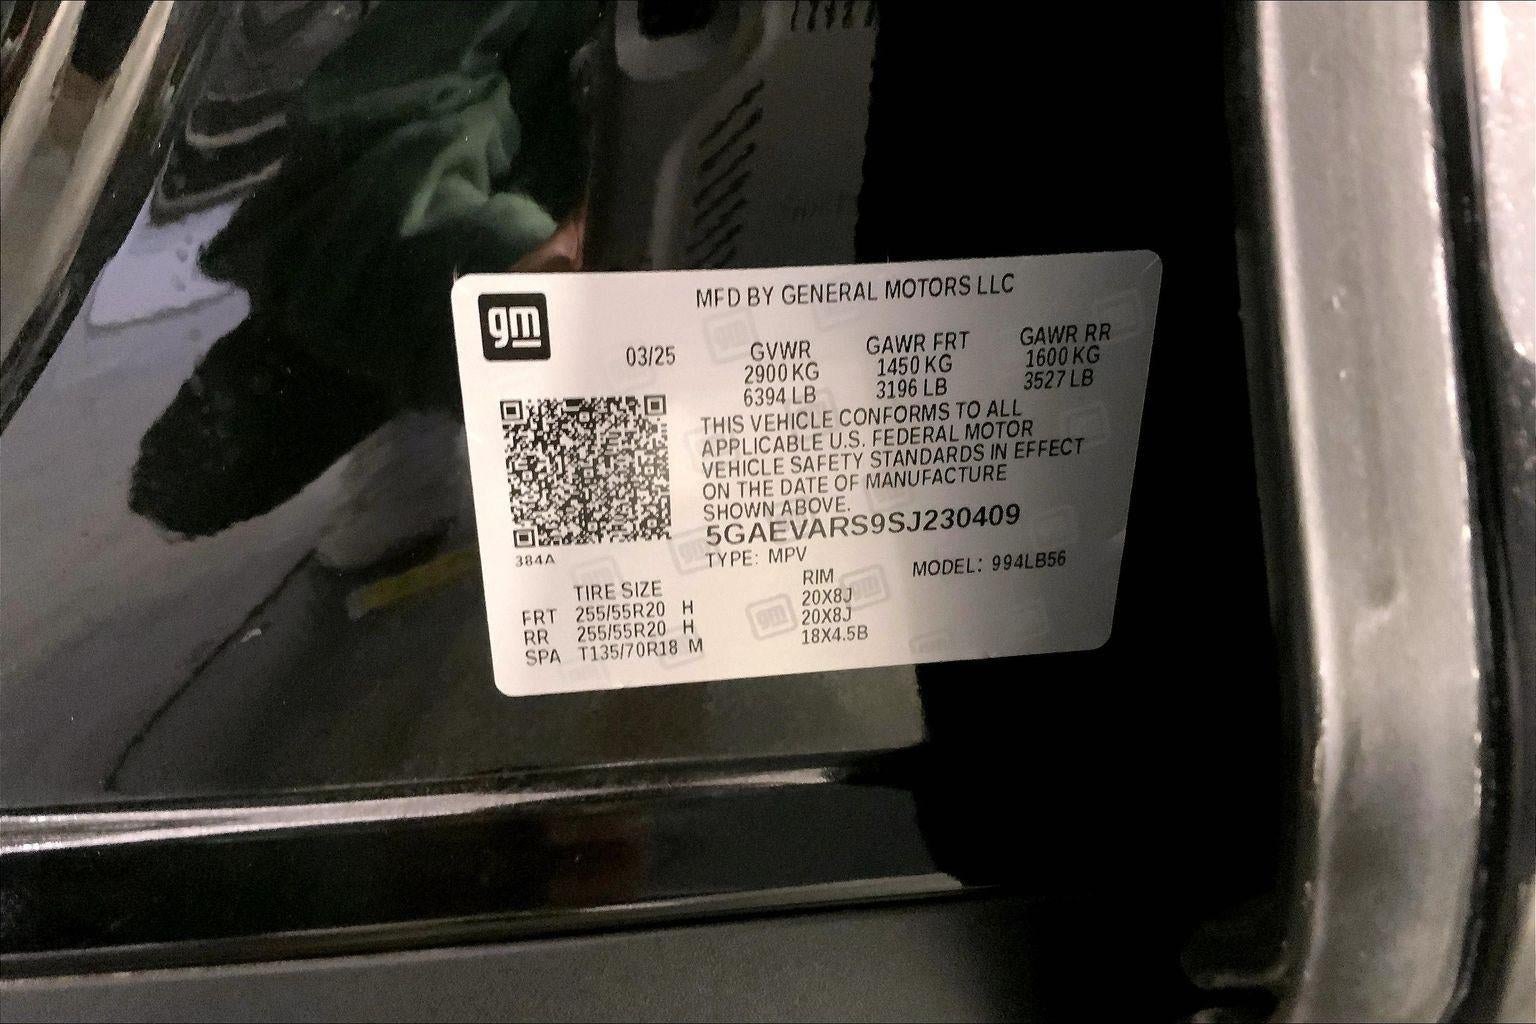 gm
MFD BY GENERAL MOTORS LLC
03/25
GVWR
2900 KG
6394 LB
GAWR FRT
1450 KG
3196 LB
GAWR RR
1600 KG
3527 LB
THIS VEHICLE CONFORMS TO ALL
APPLICABLE U.S. FEDERAL MOTOR
VEHICLE SAFETY STANDARDS IN EFFECT
ON THE DATE OF MANUFACTURE
SHOWN ABOVE.
5GAEVARS9SJ230409
384A
TYPE: MPV
MODEL: 994LB56
TIRE SIZE RIM
FRT 255/55R20 H 20X8J
RR 255/55R20 H 20X8J
SPA T135/70R18 M 18X4.5B